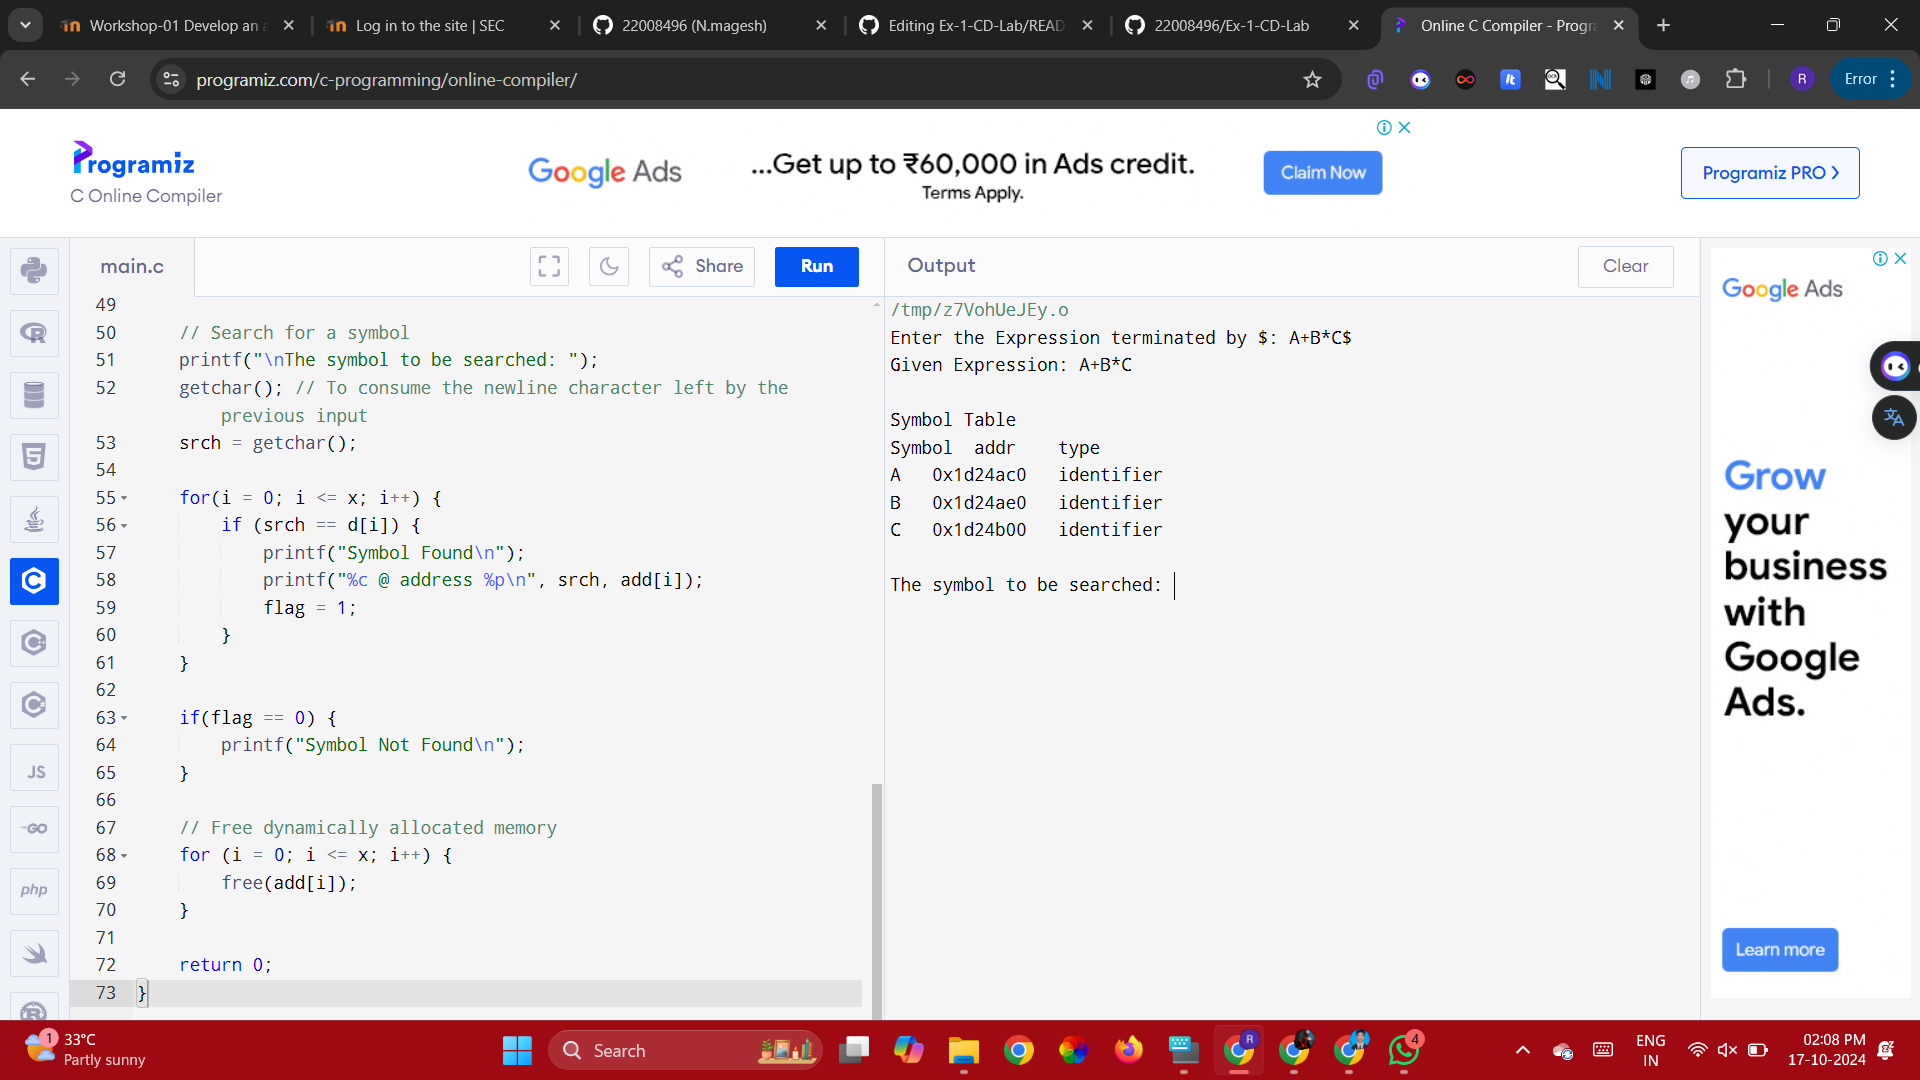 Workshop-01 Develop an a
Log in to the site | SEC
22008496 (N.magesh)
Editing Ex-1-CD-Lab/READ
22008496/Ex-1-CD-Lab
Online C Compiler - Progra
programiz.com/c-programming/online-compiler/
R
Error
Programiz
C Online Compiler
Google Ads
...Get up to ₹60,000 in Ads credit.
Terms Apply.
Claim Now
Programiz PRO
main.c
Share
Run
49
50 // Search for a symbol
51 printf("\nThe symbol to be searched: ");
52 getchar(); // To consume the newline character left by the
previous input
53 srch = getchar();
54
55 for(i = 0; i <= x; i++) {
56 if (srch == d[i]) {
57 printf("Symbol Found\n");
58 printf("%c @ address %p\n", srch, add[i]);
59 flag = 1;
60 }
61 }
62
63 if(flag == 0) {
64 printf("Symbol Not Found\n");
65 }
66
67 // Free dynamically allocated memory
68 for (i = 0; i <= x; i++) {
69 free(add[i]);
70 }
71
72 return 0;
73 }
JS
GO
php
Output
Clear
/tmp/z7VohUeJEy.o
Enter the Expression terminated by $: A+B*C$
Given Expression: A+B*C
Symbol Table
Symbol addr type
A 0x1d24ac0 identifier
B 0x1d24ae0 identifier
C 0x1d24b00 identifier
The symbol to be searched:
Google Ads
Grow
your
business
with
Google
Ads.
Learn more
1
33°C
Partly sunny
Search
R
4
ENG
IN
02:08 PM
17-10-2024